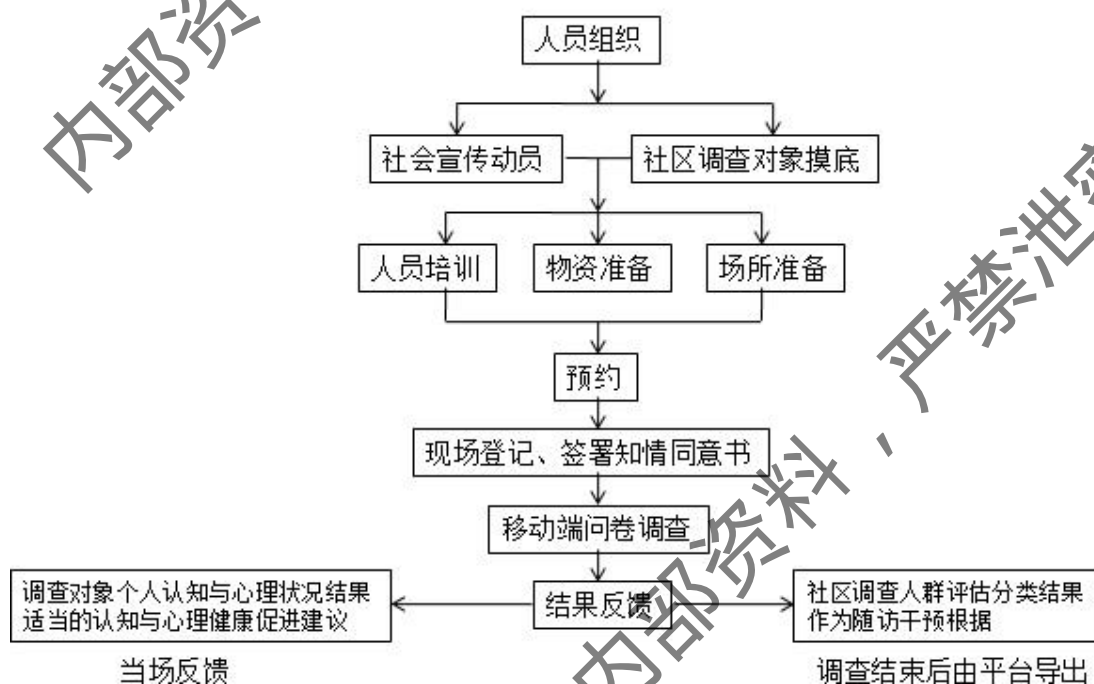 人员组织
社会宣传动员
社区调查对象摸底
人员培训
物资准备
场所准备
预约
现场登记、签署知情同意书
移动端问卷调查
调查对象个人认知与心理状况结果
适当的认知与心理健康促进建议
结果反馈
社区调查人群评估分类结果
作为随访干预根据
当场反馈
调查结束后由平台导出
内部资
内部资料，严禁泄